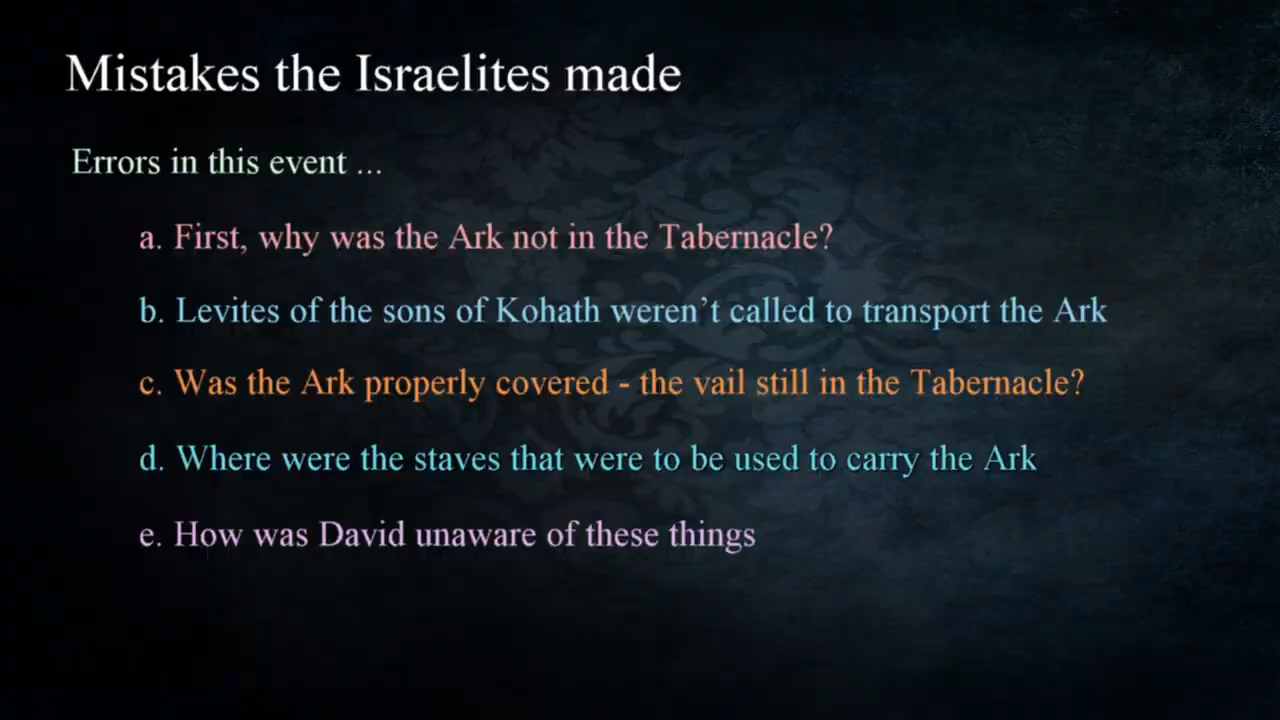 Mistakes the Israelites made
Errors in this event ...
a. First, why was the Ark not in the Tabernacle?
b. Levites of the sons of Kohath weren’t called to transport the Ark
c. Was the Ark properly covered - the vail still in the Tabernacle?
d. Where were the staves that were to be used to carry the Ark
e. How was David unaware of these things